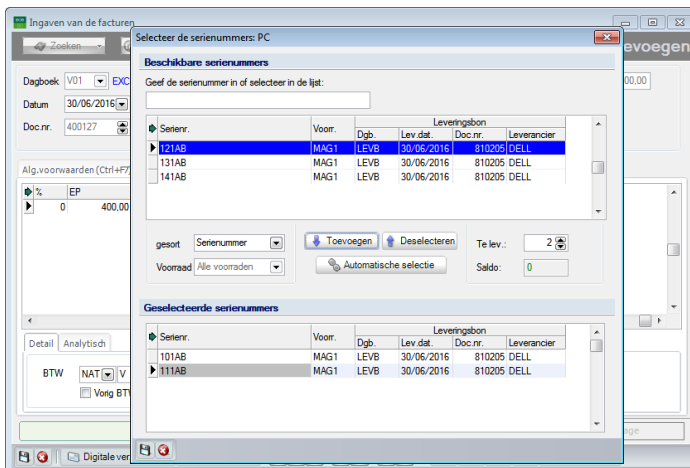 Ingaven van de facturen
Zoeken
evoegen
Dagboek V01 EXC
00,00
Datum 30/06/2016
Doc.nr. 400127
Alg.voorwaarden (Ctrl+F7)
% EP
0 400,00
Detail Analytisch
BTW NAT V
Vorig BTW
Digitale ver
Selecteer de serienummers: PC
Beschikbare serienummers
Geef de serienummer in of selecteer in de lijst:
Leveringsbon
Serienr. Voorr. Dgb. Lev.dat. Doc.nr. Leverancier
121AB MAG1 LEVB 30/06/2016 810205 DELL
131AB MAG1 LEVB 30/06/2016 810205 DELL
141AB MAG1 LEVB 30/06/2016 810205 DELL
gesort Serienummer Toevoegen Deselecteren Te lev.: 2
Voorraad Alle voorraden Automatische selectie Saldo: 0
Geselecteerde serienummers
Leveringsbon
Serienr. Voorr. Dgb. Lev.dat. Doc.nr. Leverancier
101AB MAG1 LEVB 30/06/2016 810205 DELL
111AB MAG1 LEVB 30/06/2016 810205 DELL